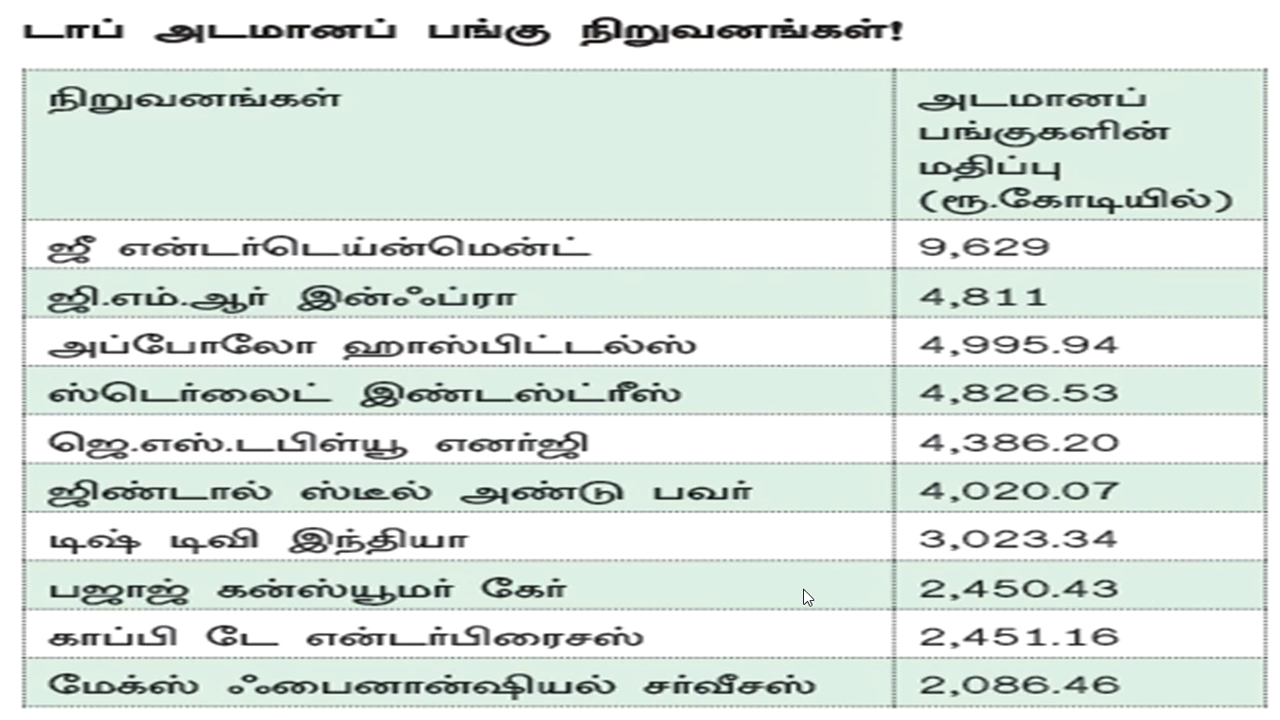 டாப் அடமானப் பங்கு நிறுவனங்கள்!
நிறுவனங்கள் அடமானப்
பங்குகளின்
மதிப்பு
(ரூ.கோடியில்)
ஜீ என்டர்டெய்ன்மென்ட் 9,629
ஜி.எம்.ஆர் இன்ஃப்ரா 4,811
அப்போலோ ஹாஸ்பிட்டல்ஸ் 4,995.94
ஸ்டெர்லைட் இண்டஸ்ட்ரீஸ் 4,826.53
ஜெ.எஸ்.டபிள்யூ எனர்ஜி 4,386.20
ஜிண்டால் ஸ்டீல் அண்டு பவர் 4,020.07
டிஷ் டிவி இந்தியா 3,023.34
பஜாஜ் கன்ஸ்யூமர் கேர் 2,450.43
காப்பி டே என்டர்பிரைசஸ் 2,451.16
மேக்ஸ் ஃபைனான்ஷியல் சர்வீசஸ் 2,086.46